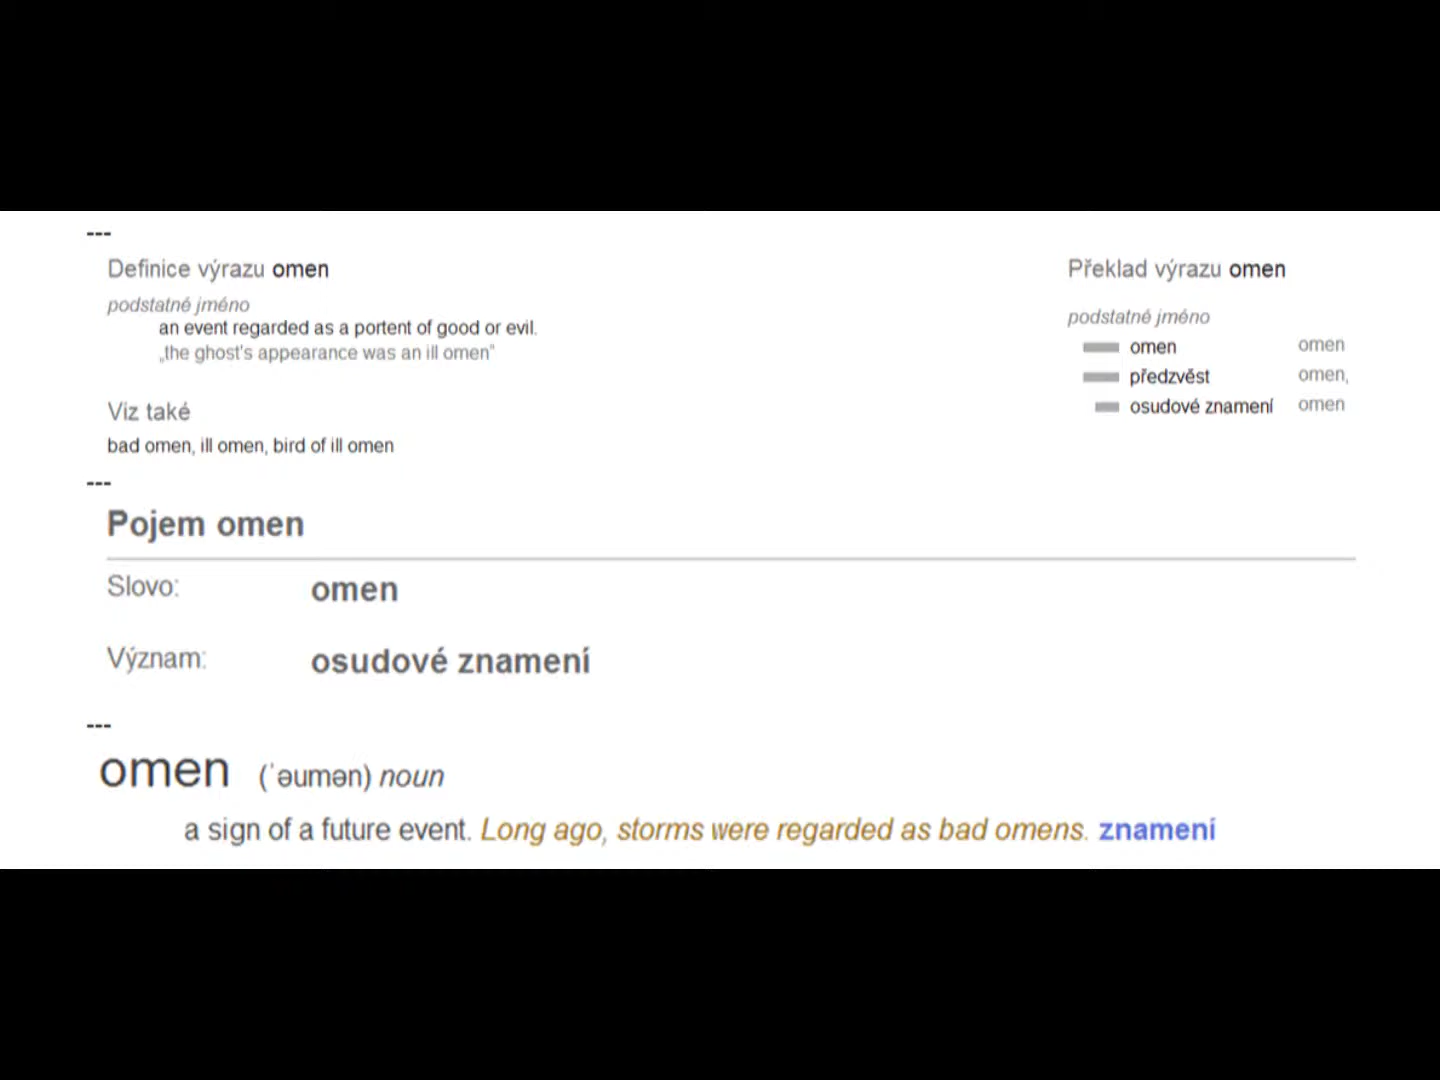 ---
Definice výrazu omen
podstatné jméno
an event regarded as a portent of good or evil.
„the ghost's appearance was an ill omen"
Viz také
bad omen, ill omen, bird of ill omen
Překlad výrazu omen
podstatné jméno
omen omen
předzvěst omen,
osudové znamení omen
---
Pojem omen
Slovo: omen
Význam: osudové znamení
---
omen (ˈəumən) noun
a sign of a future event. Long ago, storms were regarded as bad omens. znamení